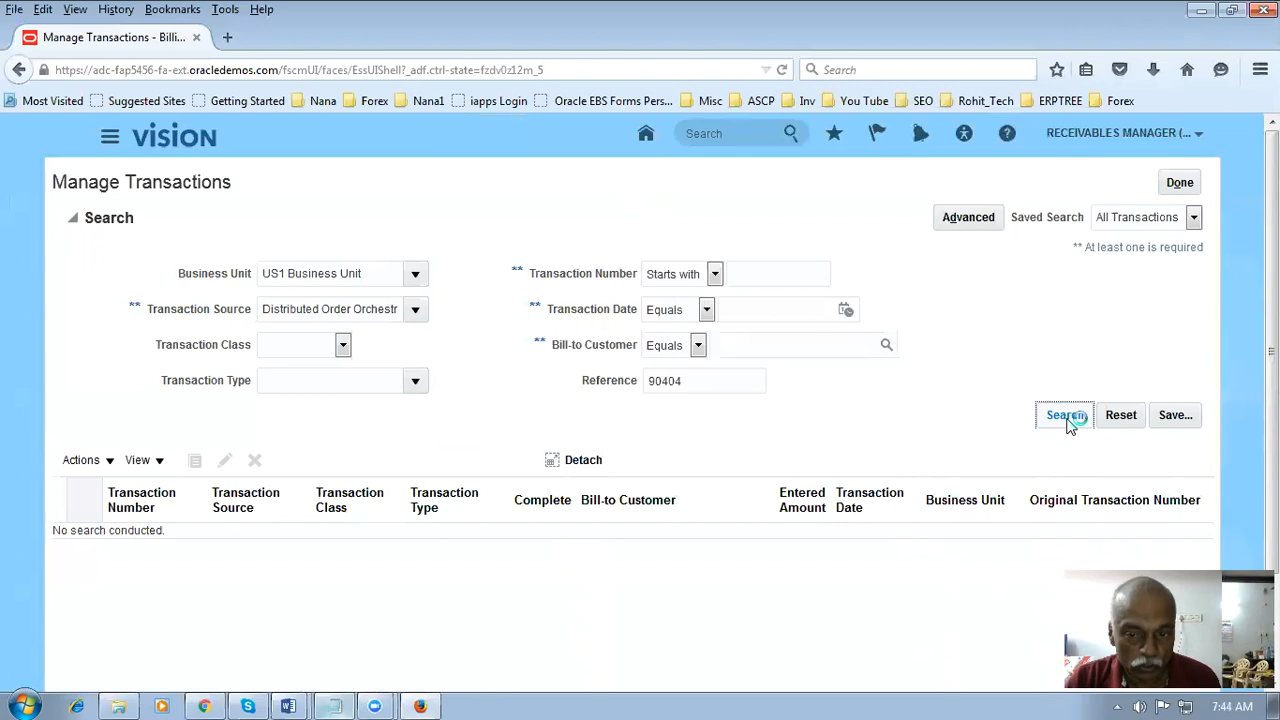 File Edit View History Bookmarks Tools Help
Manage Transactions - Billi... × +
https://adc-fap5456-fa-ext.oracledemos.com/fscmUI/faces/EssUIShell?_adf.ctrl-state=fzdv0z12m_5 Search
Most Visited Suggested Sites Getting Started Nana Forex Nana1 iapps Login Oracle EBS Forms Pers... Misc ASCP Inv You Tube SEO Rohit_Tech ERPTREE Forex
VISION Search RECEIVABLES MANAGER (...
Manage Transactions Done
Search Advanced Saved Search All Transactions
** At least one is required
Business Unit US1 Business Unit ** Transaction Number Starts with
** Transaction Source Distributed Order Orchestr ** Transaction Date Equals
Transaction Class ** Bill-to Customer Equals
Transaction Type Reference 90404
Search Reset Save...
Actions View Detach
Transaction Number Transaction Source Transaction Class Transaction Type Complete Bill-to Customer Entered Amount Transaction Date Business Unit Original Transaction Number
No search conducted.
7:44 AM